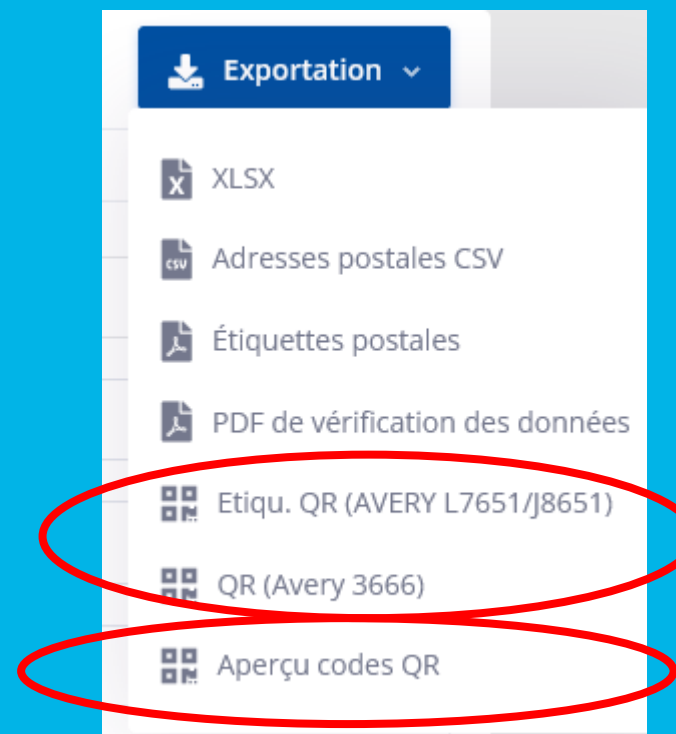 Exportation
XLSX
Adresses postales CSV
Étiquettes postales
PDF de vérification des données
Etiqu. QR (AVERY L7651/J8651)
QR (Avery 3666)
Aperçu codes QR